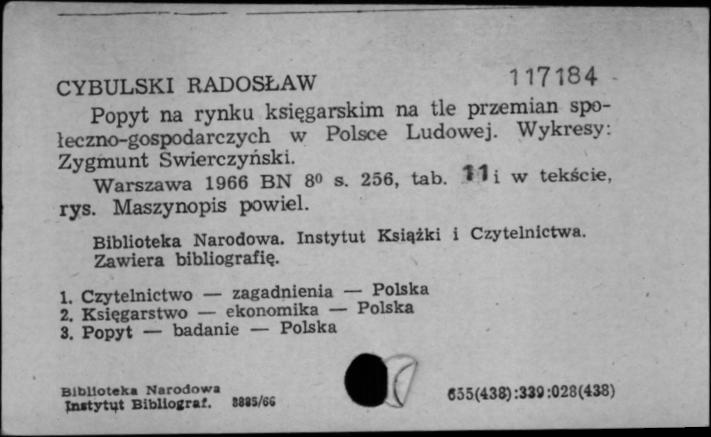 CYBULSKI RADOSŁAW 117184
Popyt na rynku księgarskim na tle przemian spo-
łeczno-gospodarczych w Polsce Ludowej. Wykresy:
Zygmunt Świerczyński.
Warszawa 1966 BN 8⁰ s. 256, tab. 11 i w tekście,
rys. Maszynopis powiel.
Biblioteka Narodowa. Instytut Książki i Czytelnictwa.
Zawiera bibliografię.
1. Czytelnictwo — zagadnienia — Polska
2. Księgarstwo — ekonomika — Polska
3. Popyt — badanie — Polska
Biblioteka Narodowa
Instytut Bibliograf. 8885/66 655(438):339:028(438)